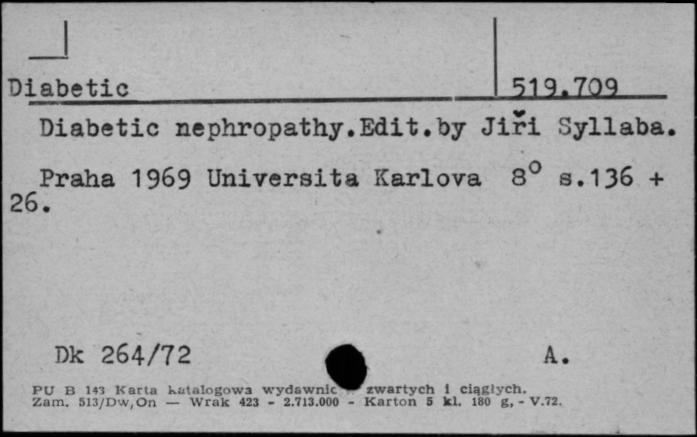 Diabetic 519.709
Diabetic nephropathy.Edit.by Jiři Syllaba.
Praha 1969 Universita Karlova 8° s.136 +
26.
Dk 264/72 A.
PU B 143 Karta katalogowa wydawnic zwartych i ciągłych.
Zam. 513/Dw,On — Wrak 423 - 2.713.000 - Karton 5 kl. 180 g, - V.72.